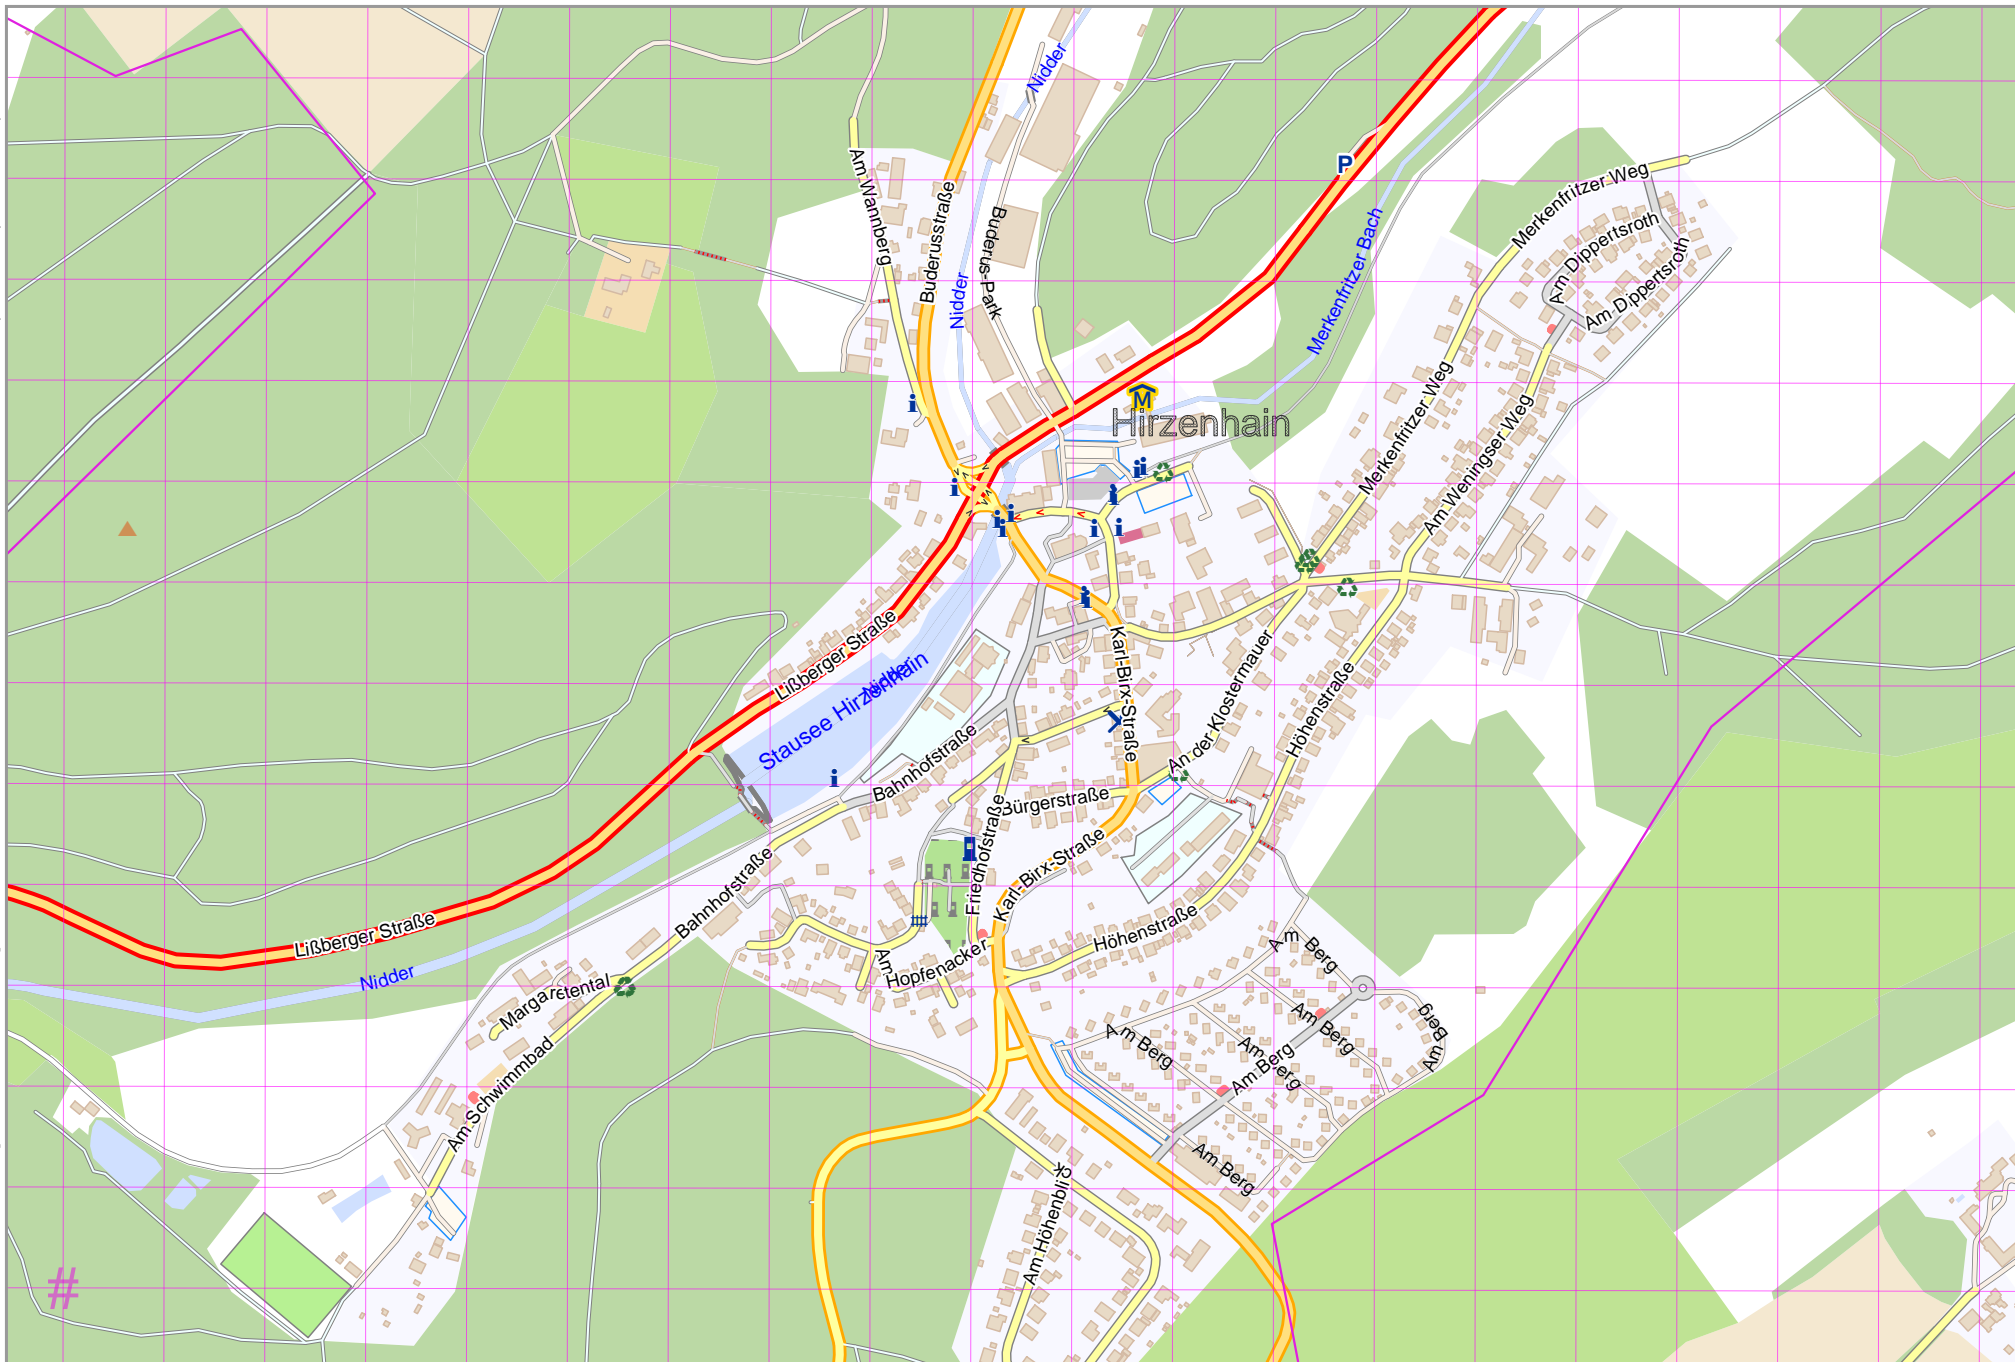 Nidder
P
Merkenfritzer Weg
Am Wannberg
Buderusstraße
Buderus-Park
Merkenfritzer Bach
Am Dippertsroth
Am Dippertsroth
Nidder
Merkenfritzer Weg
M
Hirzenhain
Am Weningser Weg
Lißberger Straße
Nidder
Stausee Hirzenhain
Karl-Birx-Straße
An der Klostermauer
Höhenstraße
Bahnhofstraße
Bürgerstraße
Friedhofstraße
Karl-Birx-Straße
Bahnhofstraße
Lißberger Straße
Höhenstraße
Am Hopfenacker
Am Berg
Nidder
Margaretental
Am Berg
Am Berg
Am Berg
Am Berg
Am Berg
Am Schwimmbad
Am Berg
Am Höhenblick
#